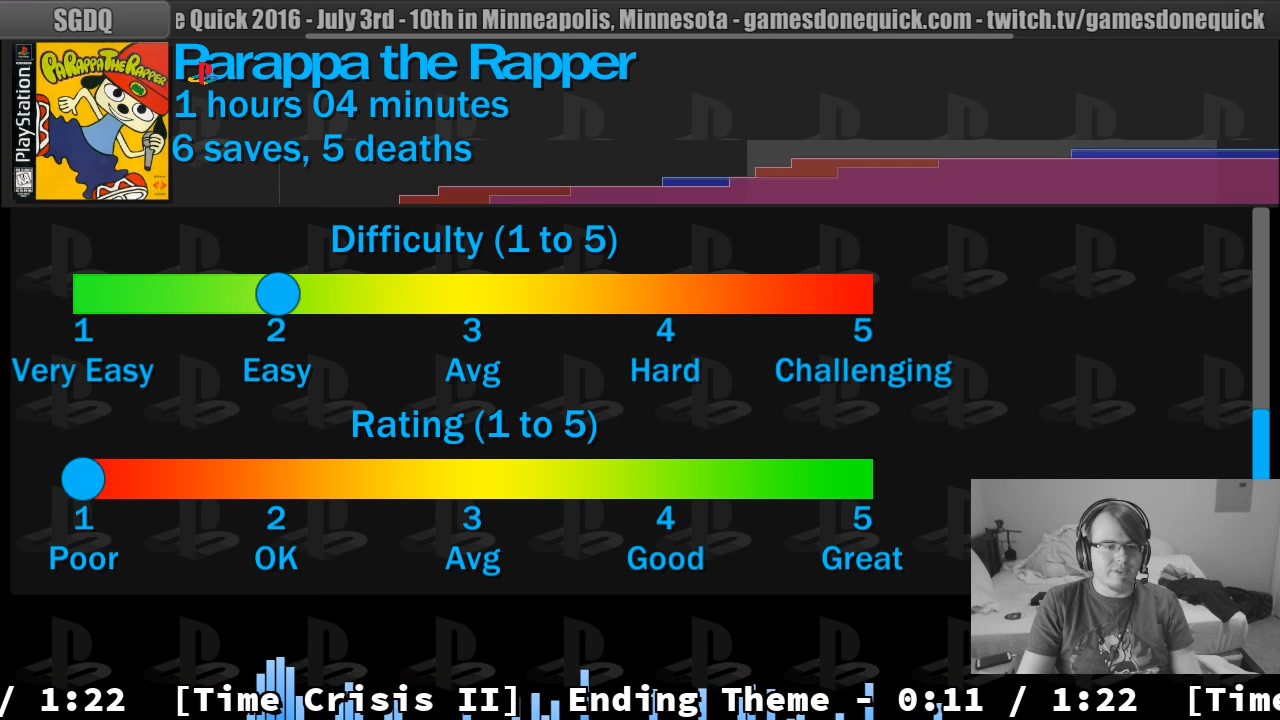 SGDQ
e Quick 2016 - July 3rd - 10th in Minneapolis, Minnesota - gamesdonequick.com - twitch.tv/gamesdonequick
PlayStation
PARAPPA THE RAPPER
Parappa the Rapper
1 hours 04 minutes
6 saves, 5 deaths
Difficulty (1 to 5)
1 2 3 4 5
Very Easy Easy Avg Hard Challenging
Rating (1 to 5)
1 2 3 4 5
Poor OK Avg Good Great
/ 1:22 [Time Crisis II] Ending Theme - 0:11 / 1:22 [Time